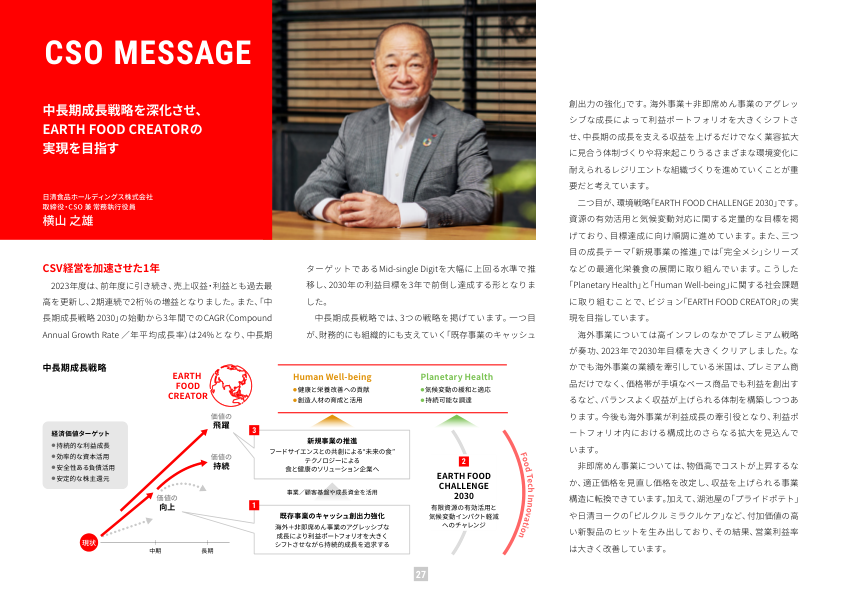 CSO MESSAGE
中長期成長戦略を深化させ、
EARTH FOOD CREATORの
実現を目指す
日清食品ホールディングス株式会社
取締役・CSO 兼 常務執行役員
横山 之雄
CSV経営を加速させた1年
2023年度は、前年度に引き続き、売上収益・利益とも過去最
高を更新し、2期連続で2桁%の増益となりました。また、「中
長期成長戦略 2030」の始動から3年間でのCAGR（Compound
Annual Growth Rate ／年平均成長率）は24%となり、中長期
ターゲットであるMid-single Digitを大幅に上回る水準で推
移し、2030年の利益目標を3年で前倒し達成する形となりま
した。
中長期成長戦略では、3つの戦略を掲げています。一つ目
が、財務的にも組織的にも支えていく「既存事業のキャッシュ
創出力の強化」です。海外事業＋非即席めん事業のアグレッ
シブな成長によって利益ポートフォリオを大きくシフトさ
せ、中長期の成長を支える収益を上げるだけでなく業容拡大
に見合う体制づくりや将来起こりうるさまざまな環境変化に
耐えられるレジリエントな組織づくりを進めていくことが重
要だと考えています。
二つ目が、環境戦略「EARTH FOOD CHALLENGE 2030」です。
資源の有効活用と気候変動対応に関する定量的な目標を掲
げており、目標達成に向け順調に進めています。また、三つ
目の成長テーマ「新規事業の推進」では「完全メシ」シリーズ
などの最適化栄養食の展開に取り組んでいます。こうした
「Planetary Health」と「Human Well-being」に関する社会課題
に取り組むことで、ビジョン「EARTH FOOD CREATOR」の実
現を目指しています。
海外事業については高インフレのなかでプレミアム戦略
が奏功、2023年で2030年目標を大きくクリアしました。な
かでも海外事業の業績を牽引している米国は、プレミアム商
品だけでなく、価格帯が手頃なベース商品でも利益を創出す
るなど、バランスよく収益が上げられる体制を構築しつつあ
ります。今後も海外事業が利益成長の牽引役となり、利益ポ
ートフォリオ内における構成比のさらなる拡大を見込んで
います。
非即席めん事業については、物価高でコストが上昇するな
か、適正価格を見直し価格を改定し、収益を上げられる事業
構造に転換できています。加えて、湖池屋の「プライドポテト」
や日清ヨークの「ピルクル ミラクルケア」など、付加価値の高
い新製品のヒットを生み出しており、その結果、営業利益率
は大きく改善しています。
中長期成長戦略
EARTH
FOOD
CREATOR
価値の
飛躍
価値の
持続
価値の
向上
経済価値ターゲット
●持続的な利益成長
●効率的な資本活用
●安全性ある負債活用
●安定的な株主還元
現状
中期
長期
Human Well-being
●健康と栄養改善への貢献
●創造人材の育成と活用
Planetary Health
●気候変動の緩和と適応
●持続可能な調達
3
新規事業の推進
フードサイエンスとの共創による“未来の食”
テクノロジーによる
食と健康のソリューション企業へ
事業／顧客基盤や成長資金を活用
1
既存事業のキャッシュ創出力強化
海外＋非即席めん事業のアグレッシブな
成長により利益ポートフォリオを大きく
シフトさせながら持続的成長を追求する
2
EARTH FOOD
CHALLENGE
2030
有限資源の有効活用と
気候変動インパクト軽減
へのチャレンジ
Food Tech Innovation
27